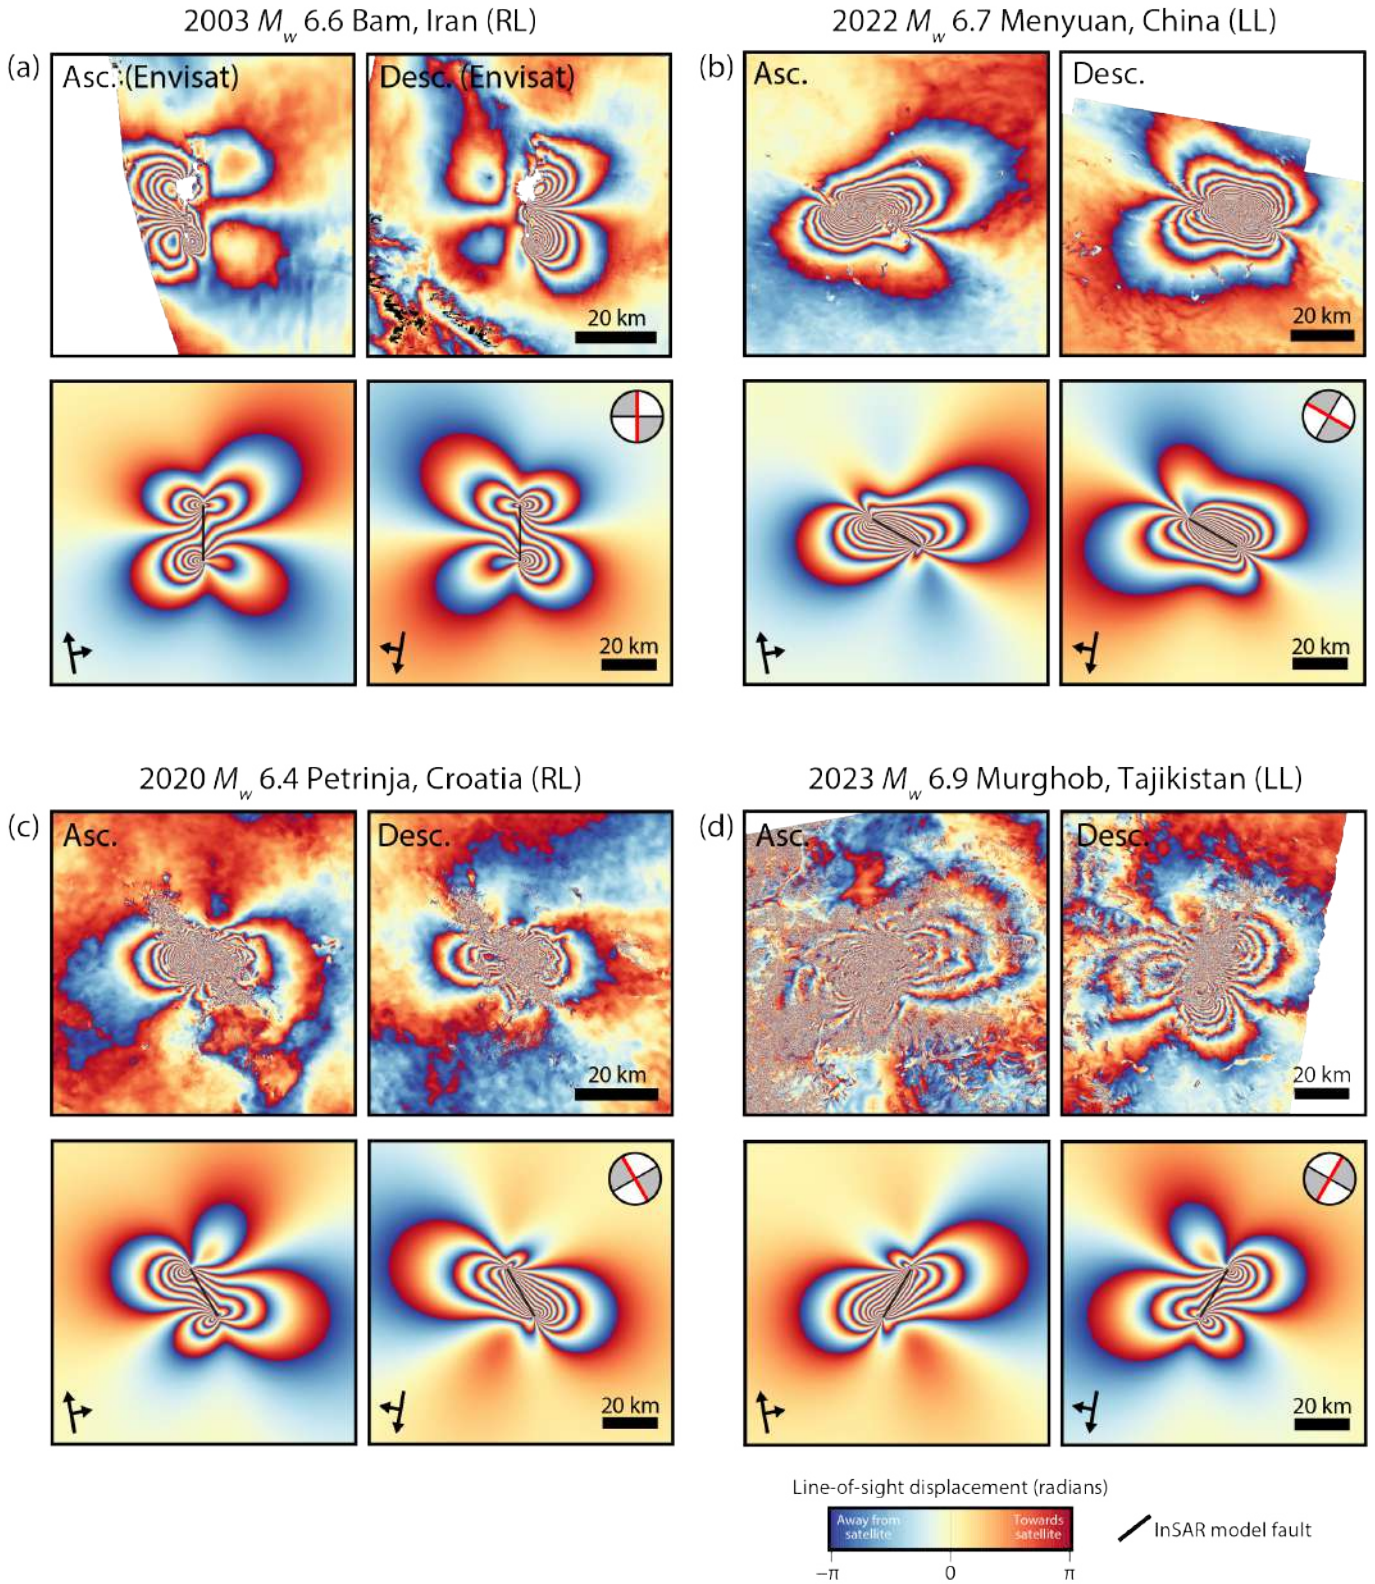 2003 Mw 6.6 Bam, Iran (RL)
2022 Mw 6.7 Menyuan, China (LL)
(a)
Asc. (Envisat)
Desc. (Envisat)
20 km
(b)
Asc.
Desc.
20 km
20 km
20 km
2020 Mw 6.4 Petrinja, Croatia (RL)
2023 Mw 6.9 Murghob, Tajikistan (LL)
(c)
Asc.
Desc.
20 km
(d)
Asc.
Desc.
20 km
20 km
20 km
Line-of-sight displacement (radians)
Away from
satellite
Towards
satellite
−π
0
π
InSAR model fault